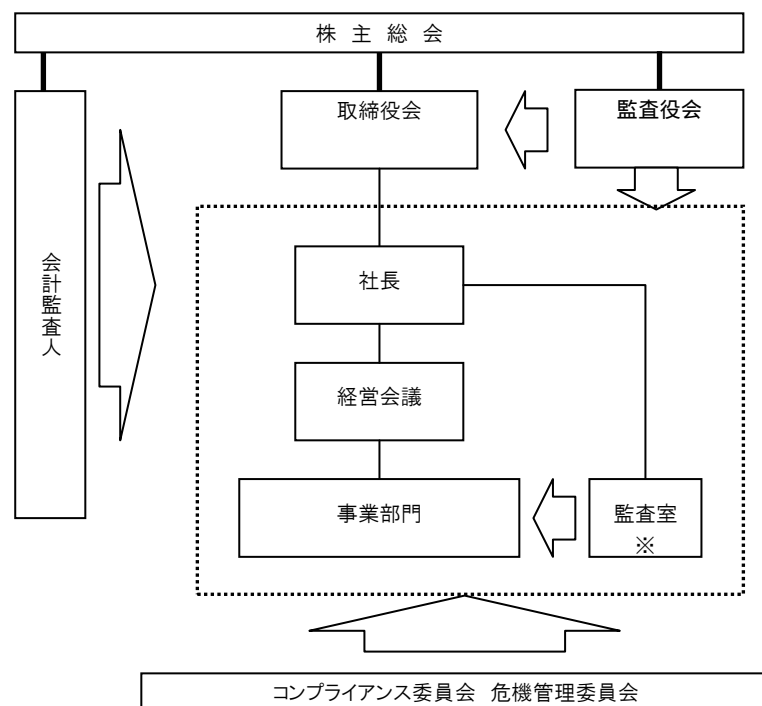 株 主 総 会
取締役会
監査役会
会計監査人
社長
経営会議
事業部門
監査室
※
コンプライアンス委員会 危機管理委員会